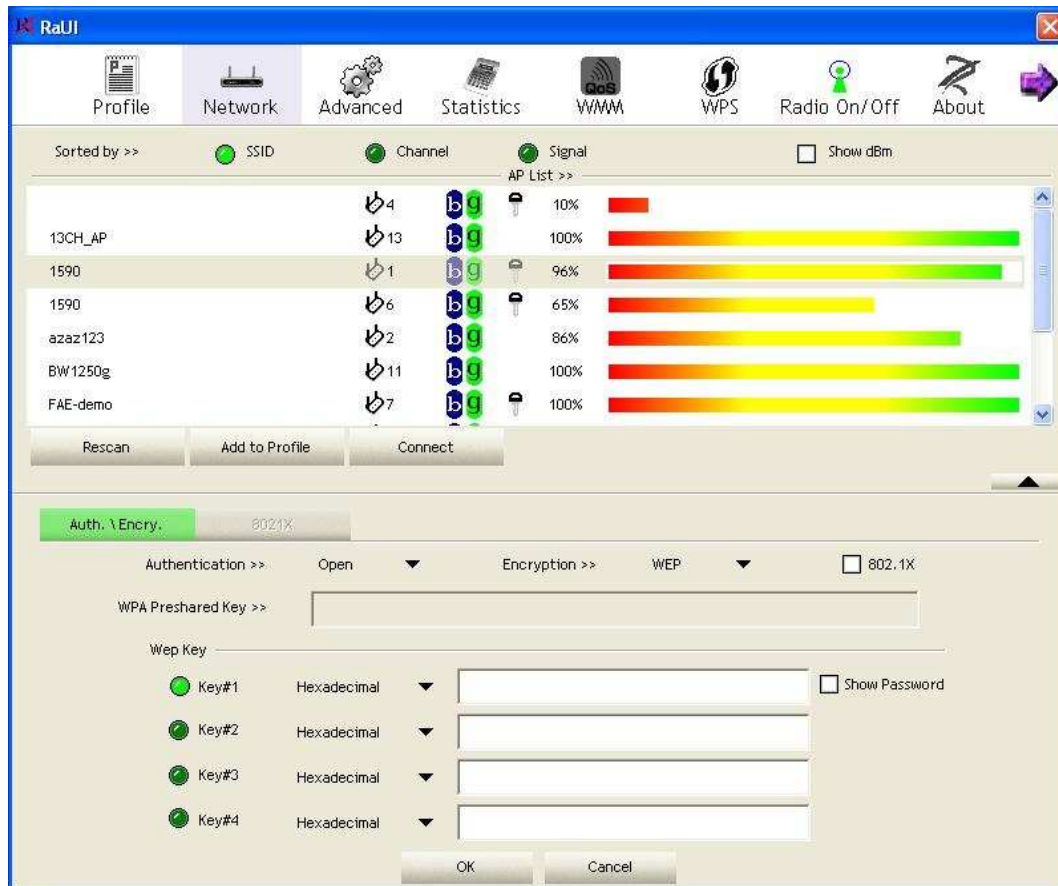 RaUI
Profile Network Advanced Statistics QoS WMM WPS Radio On/Off About
Sorted by >> SSID Channel Signal Show dBm
AP List >>
4 b g 10%
13CH_AP 13 b g 100%
1590 1 b g 96%
1590 6 b g 65%
azaz123 2 b g 86%
BW1250g 11 b g 100%
FAE-demo 7 b g 100%
Rescan Add to Profile Connect
Auth. \ Encry. 8021X
Authentication >> Open Encryption >> WEP 802.1X
WPA Preshared Key >>
Wep Key
Key#1 Hexadecimal Show Password
Key#2 Hexadecimal
Key#3 Hexadecimal
Key#4 Hexadecimal
OK Cancel